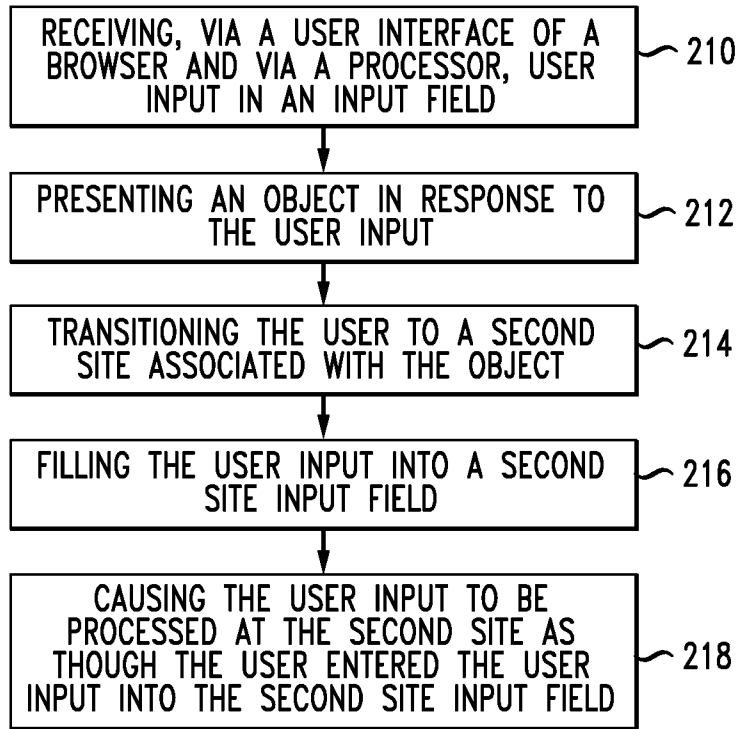 RECEIVING, VIA A USER INTERFACE OF A
BROWSER AND VIA A PROCESSOR, USER
INPUT IN AN INPUT FIELD
210
PRESENTING AN OBJECT IN RESPONSE TO
THE USER INPUT
212
TRANSITIONING THE USER TO A SECOND
SITE ASSOCIATED WITH THE OBJECT
214
FILLING THE USER INPUT INTO A SECOND
SITE INPUT FIELD
216
CAUSING THE USER INPUT TO BE
PROCESSED AT THE SECOND SITE AS
THOUGH THE USER ENTERED THE USER
INPUT INTO THE SECOND SITE INPUT FIELD
218